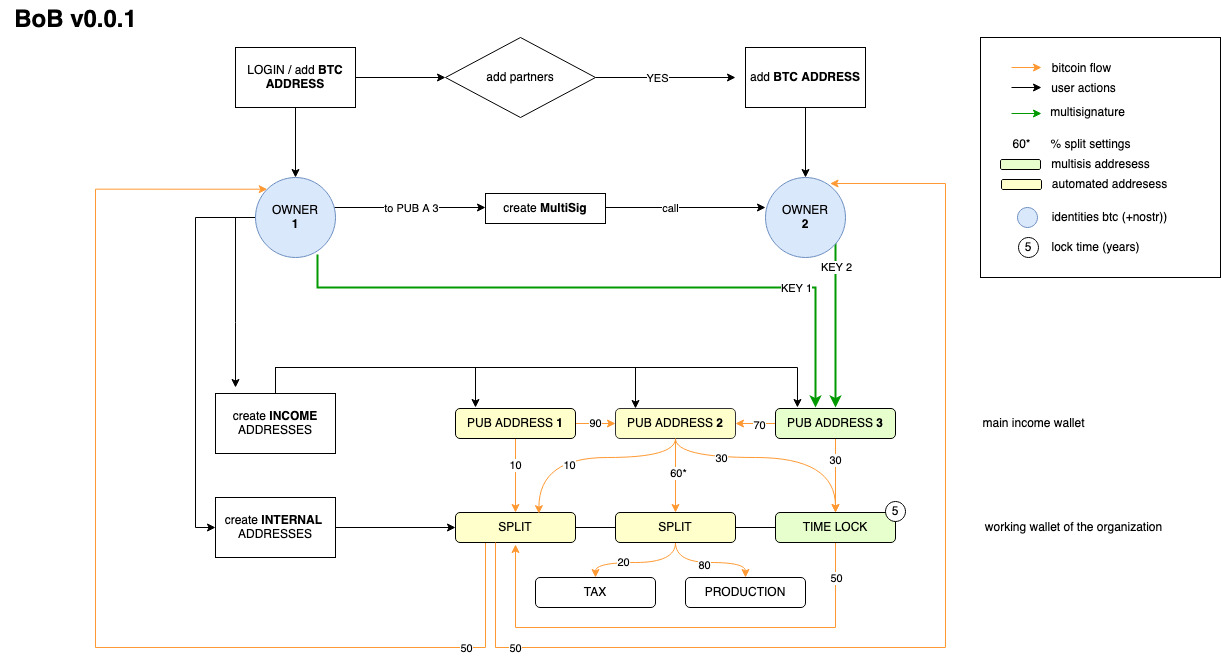 BoB v0.0.1
LOGIN / add BTC
ADDRESS
add partners
YES
add BTC ADDRESS
bitcoin flow
user actions
multisignature
60*
% split settings
multisis adresess
automated addresess
identities btc (+nostr))
5
lock time (years)
OWNER
1
to PUB A 3
create MultiSig
call
OWNER
2
KEY 2
KEY 1
create INCOME
ADDRESSES
PUB ADDRESS 1
90
PUB ADDRESS 2
70
PUB ADDRESS 3
main income wallet
10
10
60*
30
30
create INTERNAL
ADDRESSES
SPLIT
SPLIT
TIME LOCK
5
working wallet of the organization
20
80
50
TAX
PRODUCTION
50
50